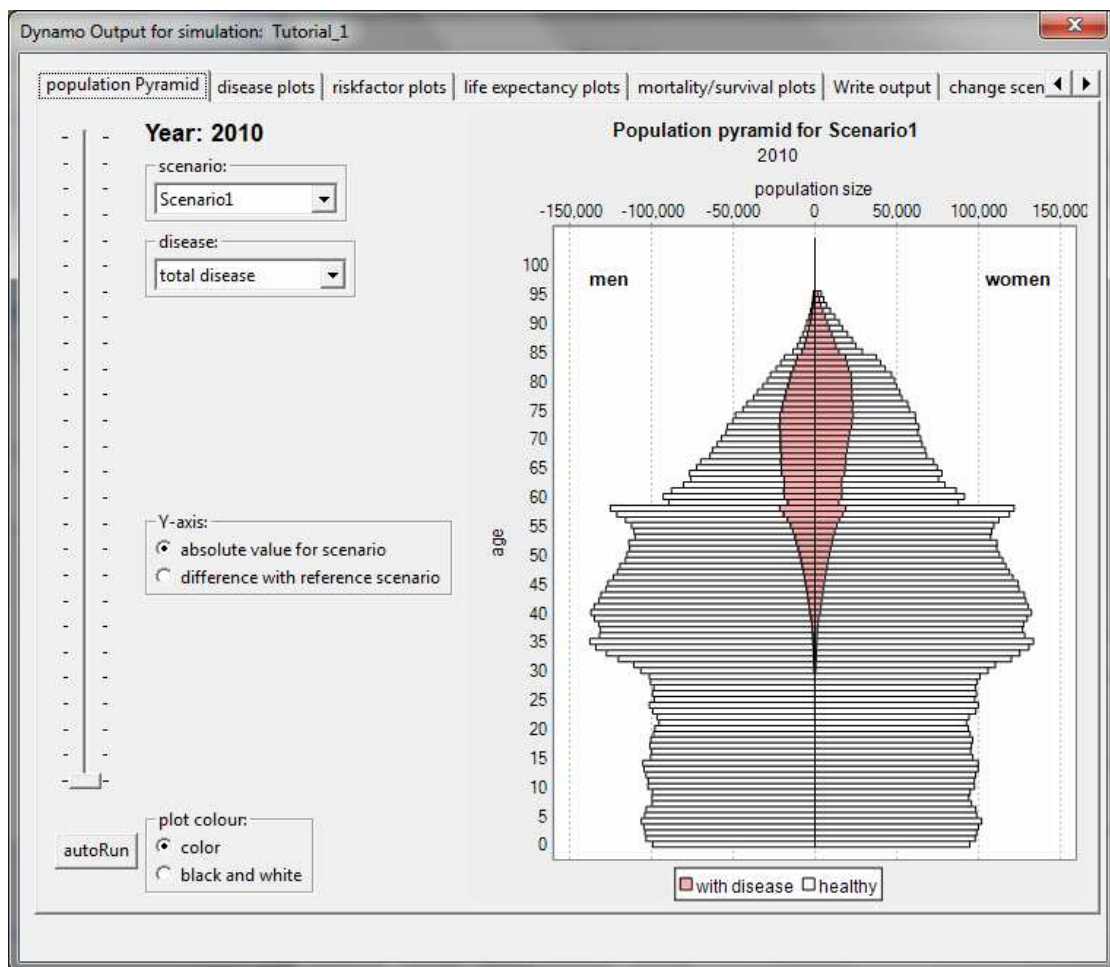 Dynamo Output for simulation: Tutorial_1
population Pyramid disease plots riskfactor plots life expectancy plots mortality/survival plots Write output change scen
Year: 2010
scenario:
Scenario1
disease:
total disease
Y-axis:
absolute value for scenario
difference with reference scenario
plot colour:
color
black and white
autoRun
Population pyramid for Scenario1
2010
population size
-150,000 -100,000 -50,000 0 50,000 100,000 150,000
men women
age
100
95
90
85
80
75
70
65
60
55
50
45
40
35
30
25
20
15
10
5
0
with disease healthy